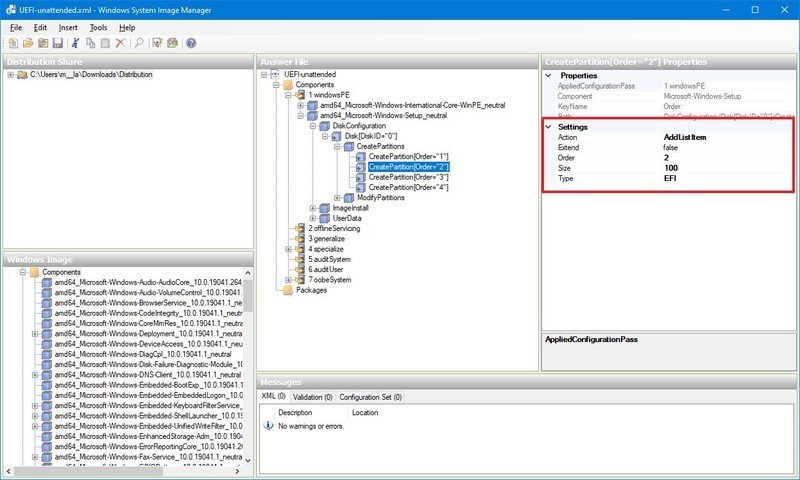 UEFI-unattended.xml - Windows System Image Manager
File Edit Insert Tools Help
Distribution Share
C:\Users\m__la\Downloads\Distribution
Windows Image
Components
amd64_Microsoft-Windows-Audio-AudioCore_10.0.19041.264_
amd64_Microsoft-Windows-Audio-VolumeControl_10.0.19041.
amd64_Microsoft-Windows-BrowserService_10.0.19041.1_ne
amd64_Microsoft-Windows-CodeIntegrity_10.0.19041.1_neutr
amd64_Microsoft-Windows-CoreMmRes_10.0.19041.1_neutra
amd64_Microsoft-Windows-Deployment_10.0.19041.1_neutral
amd64_Microsoft-Windows-DeviceAccess_10.0.19041.1_neutr
amd64_Microsoft-Windows-DiagCpl_10.0.19041.1_neutral
amd64_Microsoft-Windows-Disk-Failure-Diagnostic-Module_10
amd64_Microsoft-Windows-DNS-Client_10.0.19041.1_neutral
amd64_Microsoft-Windows-Embedded-BootExp_10.0.19041.1
amd64_Microsoft-Windows-Embedded-EmbeddedLogon_10.0
amd64_Microsoft-Windows-Embedded-KeyboardFilterService_
amd64_Microsoft-Windows-Embedded-ShellLauncher_10.0.19
amd64_Microsoft-Windows-Embedded-UnifiedWriteFilter_10.0
amd64_Microsoft-Windows-EnhancedStorage-Adm_10.0.1904
amd64_Microsoft-Windows-ErrorReportingCore_10.0.19041.1_
amd64_Microsoft-Windows-Fax-Service_10.0.19041.1_neutral
Answer File
UEFI-unattended
Components
1 windowsPE
amd64_Microsoft-Windows-International-Core-WinPE_neutral
amd64_Microsoft-Windows-Setup_neutral
DiskConfiguration
Disk[DiskID="0"]
CreatePartitions
CreatePartition[Order="1"]
CreatePartition[Order="2"]
CreatePartition[Order="3"]
CreatePartition[Order="4"]
ModifyPartitions
ImageInstall
UserData
2 offlineServicing
3 generalize
4 specialize
5 auditSystem
6 auditUser
7 oobeSystem
Packages
CreatePartition[Order="2"] Properties
Properties
AppliedConfigurationPass 1 windowsPE
Component Microsoft-Windows-Setup
KeyName Order
Settings
Action AddListItem
Extend false
Order 2
Size 100
Type EFI
AppliedConfigurationPass
Messages
XML (0) Validation (0) Configuration Set (0)
Description Location
No warnings or errors.